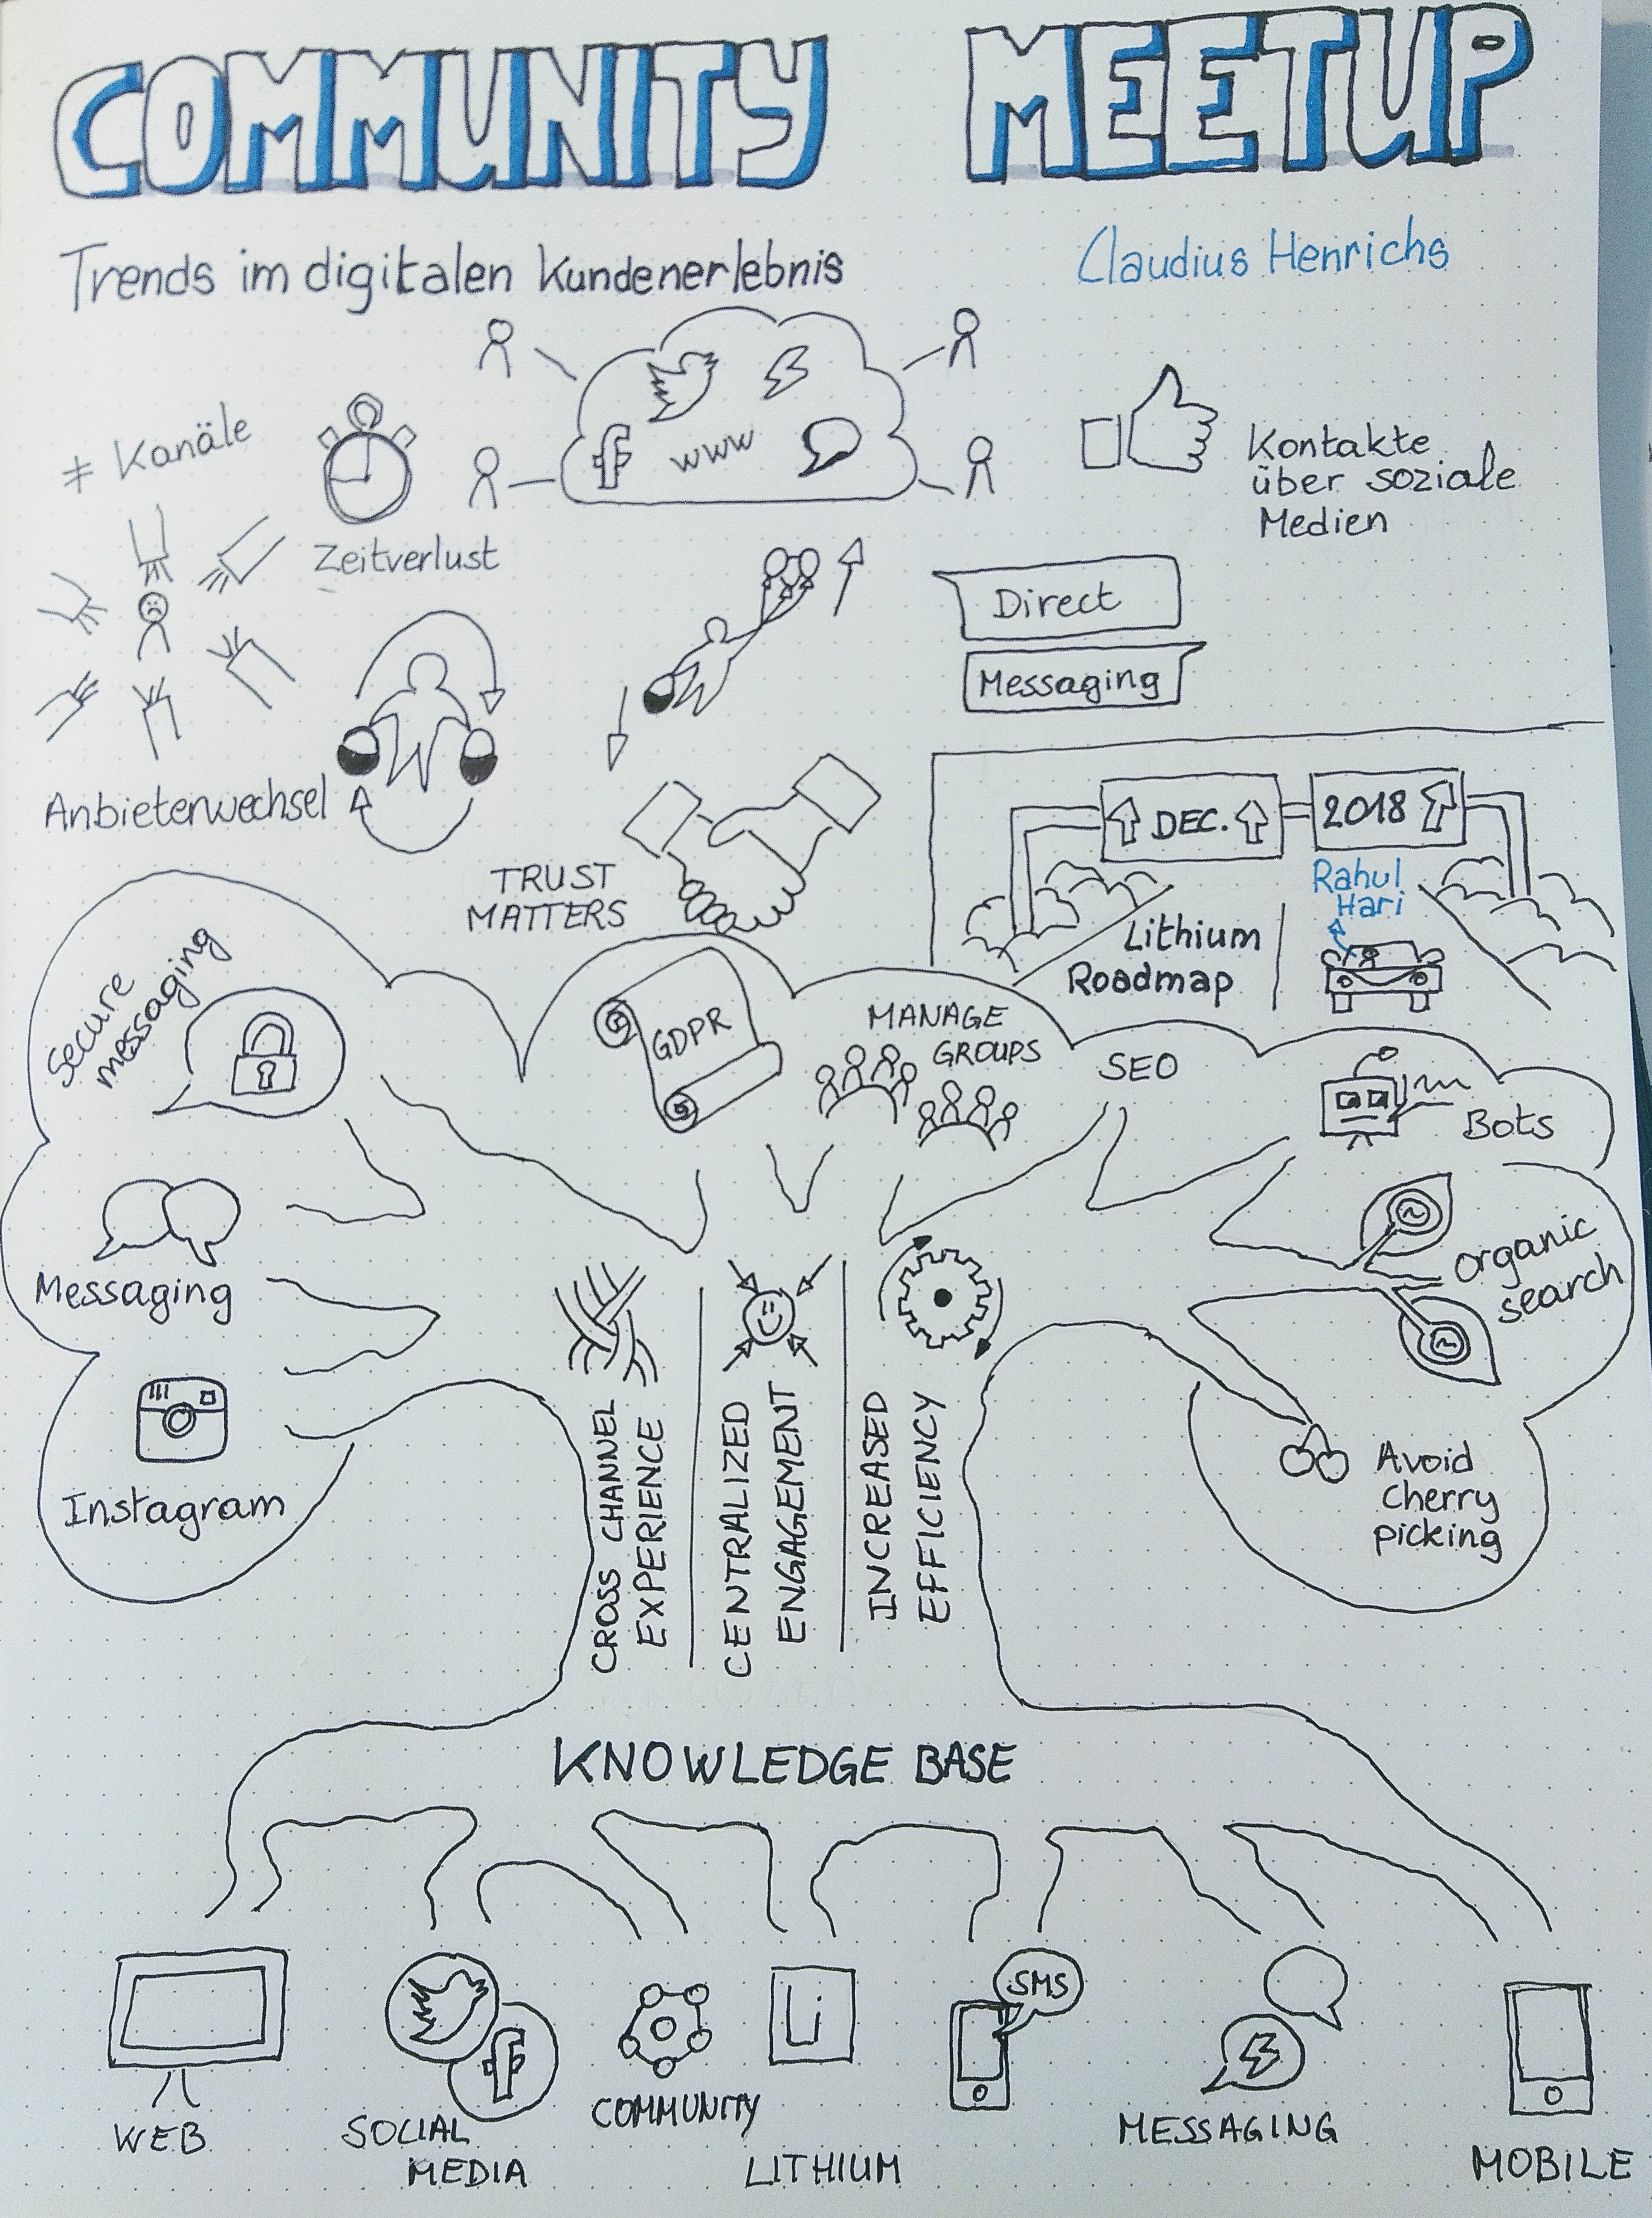 COMMUNITY MEETUP
Trends im digitalen Kundenerlebnis
Claudius Henrichs
≠ Kanäle
f www
Kontakte
über soziale
Medien
Zeitverlust
Direct
Messaging
Anbieterwechsel
TRUST
MATTERS
DEC.
2018
Rahul
Hari
Lithium
Roadmap
Secure
messaging
GDPR
MANAGE
GROUPS
SEO
Bots
Messaging
Organic
search
Instagram
Avoid
cherry
picking
CROSS CHANNEL
EXPERIENCE
CENTRALIZED
ENGAGEMENT
INCREASED
EFFICIENCY
KNOWLEDGE BASE
SMS
Li
f
WEB
SOCIAL
MEDIA
COMMUNITY
LITHIUM
MESSAGING
MOBILE